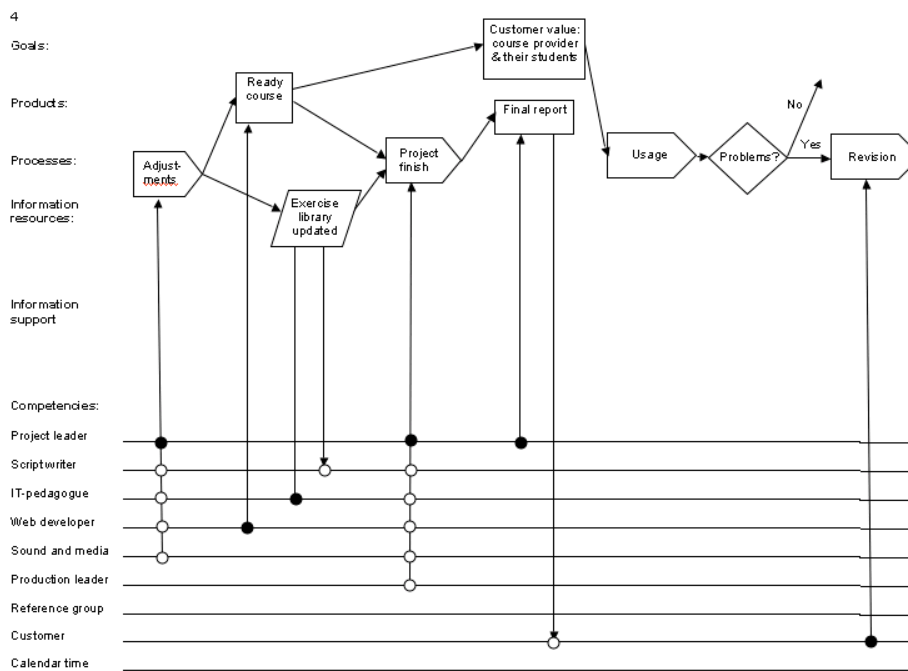 4
Goals:
Customer value:
course provider
& their students
Ready
course
Products:
Final report
No
Processes:
Adjust-
ments
Project
finish
Usage
Problems?
Yes
Revision
Information
resources:
Exercise
library
updated
Information
support
Competencies:
Project leader
Scriptwriter
IT-pedagogue
Web developer
Sound and media
Production leader
Reference group
Customer
Calendar time